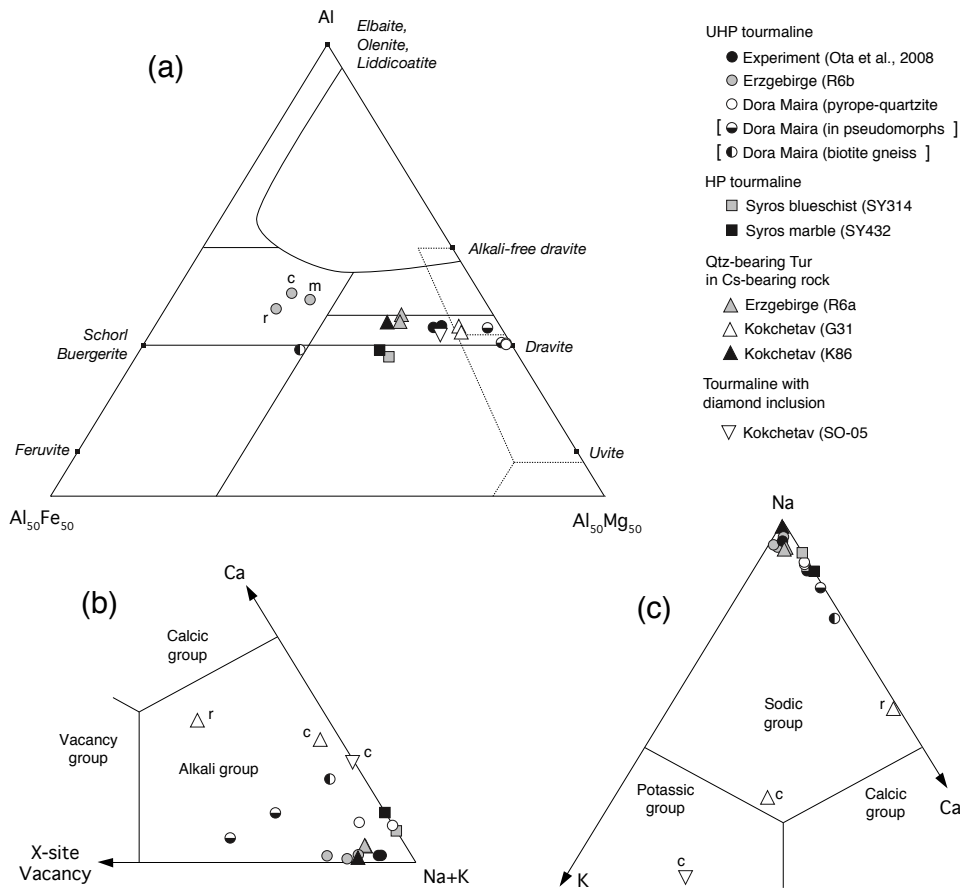 (a)
Al
Elbaite,
Olenite,
Liddicoatite
Alkali-free dravite
c
m
r
Schorl
Buergerite
Dravite
Feruvite
Uvite
Al50Fe50
Al50Mg50
UHP tourmaline
Experiment (Ota et al., 2008
Erzgebirge (R6b
Dora Maira (pyrope-quartzite
[ Dora Maira (in pseudomorphs ]
[ Dora Maira (biotite gneiss ]
HP tourmaline
Syros blueschist (SY314
Syros marble (SY432
Qtz-bearing Tur
in Cs-bearing rock
Erzgebirge (R6a
Kokchetav (G31
Kokchetav (K86
Tourmaline with
diamond inclusion
Kokchetav (SO-05
(b)
Ca
Calcic
group
r
c
c
Vacancy
group
Alkali group
X-site
Vacancy
Na+K
(c)
Na
Sodic
group
r
Potassic
group
c
Calcic
group
Ca
c
K